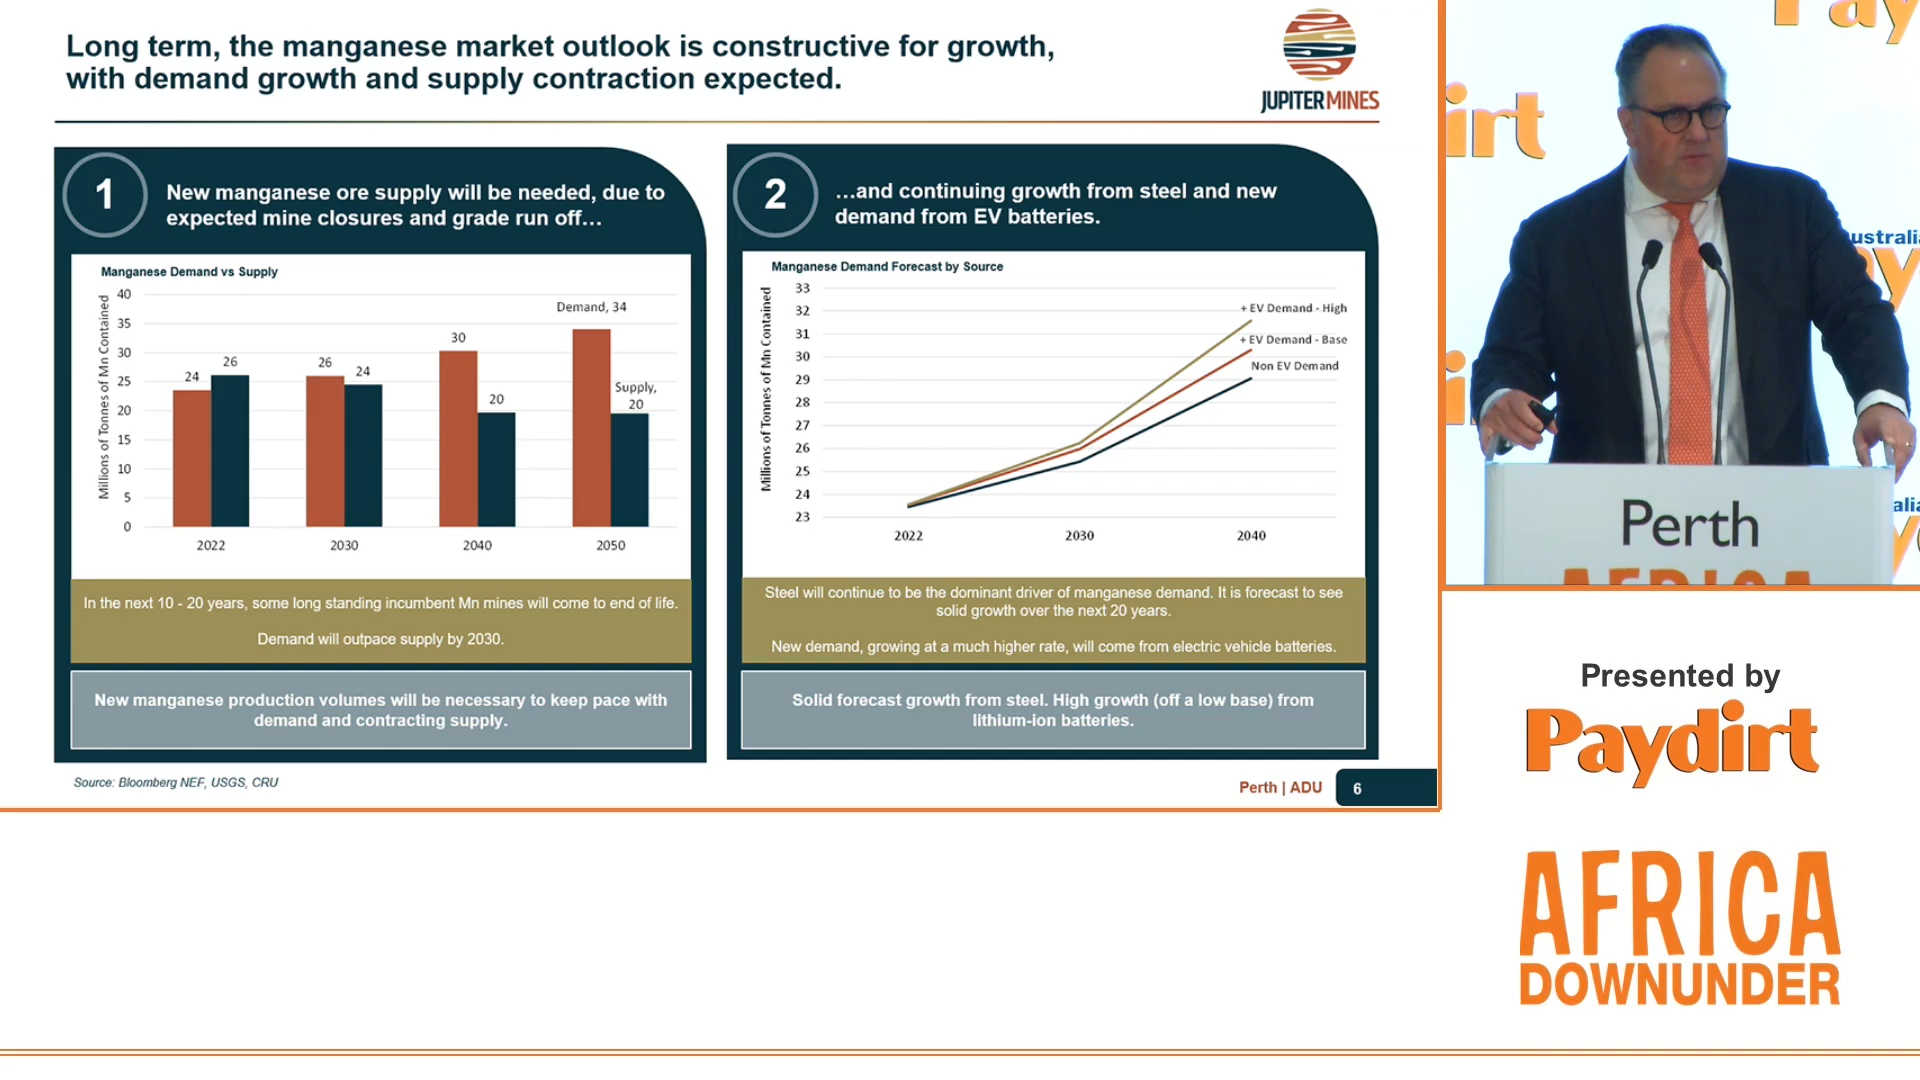 Long term, the manganese market outlook is constructive for growth,
with demand growth and supply contraction expected.
JUPITER MINES
1
New manganese ore supply will be needed, due to
expected mine closures and grade run off…
Manganese Demand vs Supply
Millions of Tonnes of Mn Contained
40
35
30
25
20
15
10
5
0
24
26
26
24
30
20
Demand, 34
Supply,
20
2022
2030
2040
2050
In the next 10 - 20 years, some long standing incumbent Mn mines will come to end of life.
Demand will outpace supply by 2030.
New manganese production volumes will be necessary to keep pace with
demand and contracting supply.
2
…and continuing growth from steel and new
demand from EV batteries.
Manganese Demand Forecast by Source
Millions of Tonnes of Mn Contained
33
32
31
30
29
28
27
26
25
24
23
+ EV Demand - High
+ EV Demand - Base
Non EV Demand
2022
2030
2040
Steel will continue to be the dominant driver of manganese demand. It is forecast to see
solid growth over the next 20 years.
New demand, growing at a much higher rate, will come from electric vehicle batteries.
Solid forecast growth from steel. High growth (off a low base) from
lithium-ion batteries.
Source: Bloomberg NEF, USGS, CRU
Perth | ADU
6
Perth
AFRICA
Presented by
Paydirt
AFRICA
DOWNUNDER